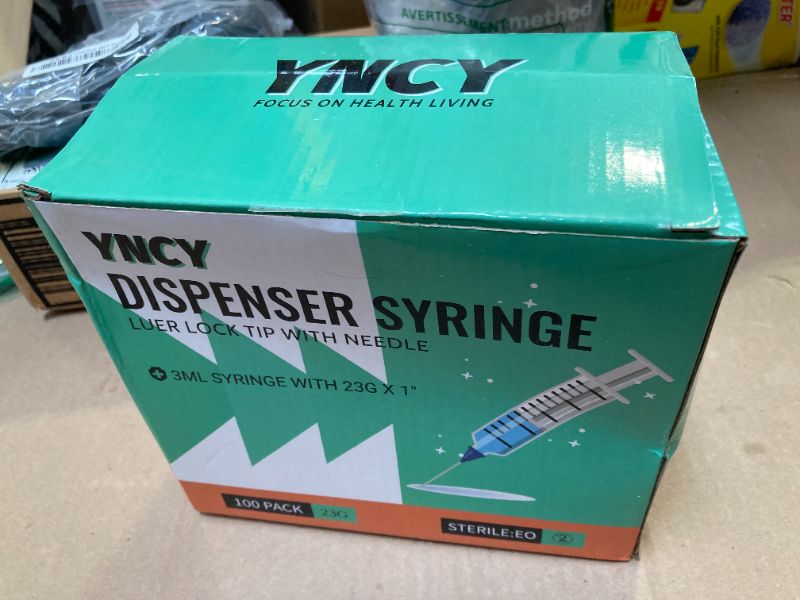 AVERTISSEMENT method
YNCY
FOCUS ON HEALTH LIVING
YNCY
DISPENSER SYRINGE
LUER LOCK TIP WITH NEEDLE
3ML SYRINGE WITH 23G X 1"
100 PACK 23G
STERILE:EO 2